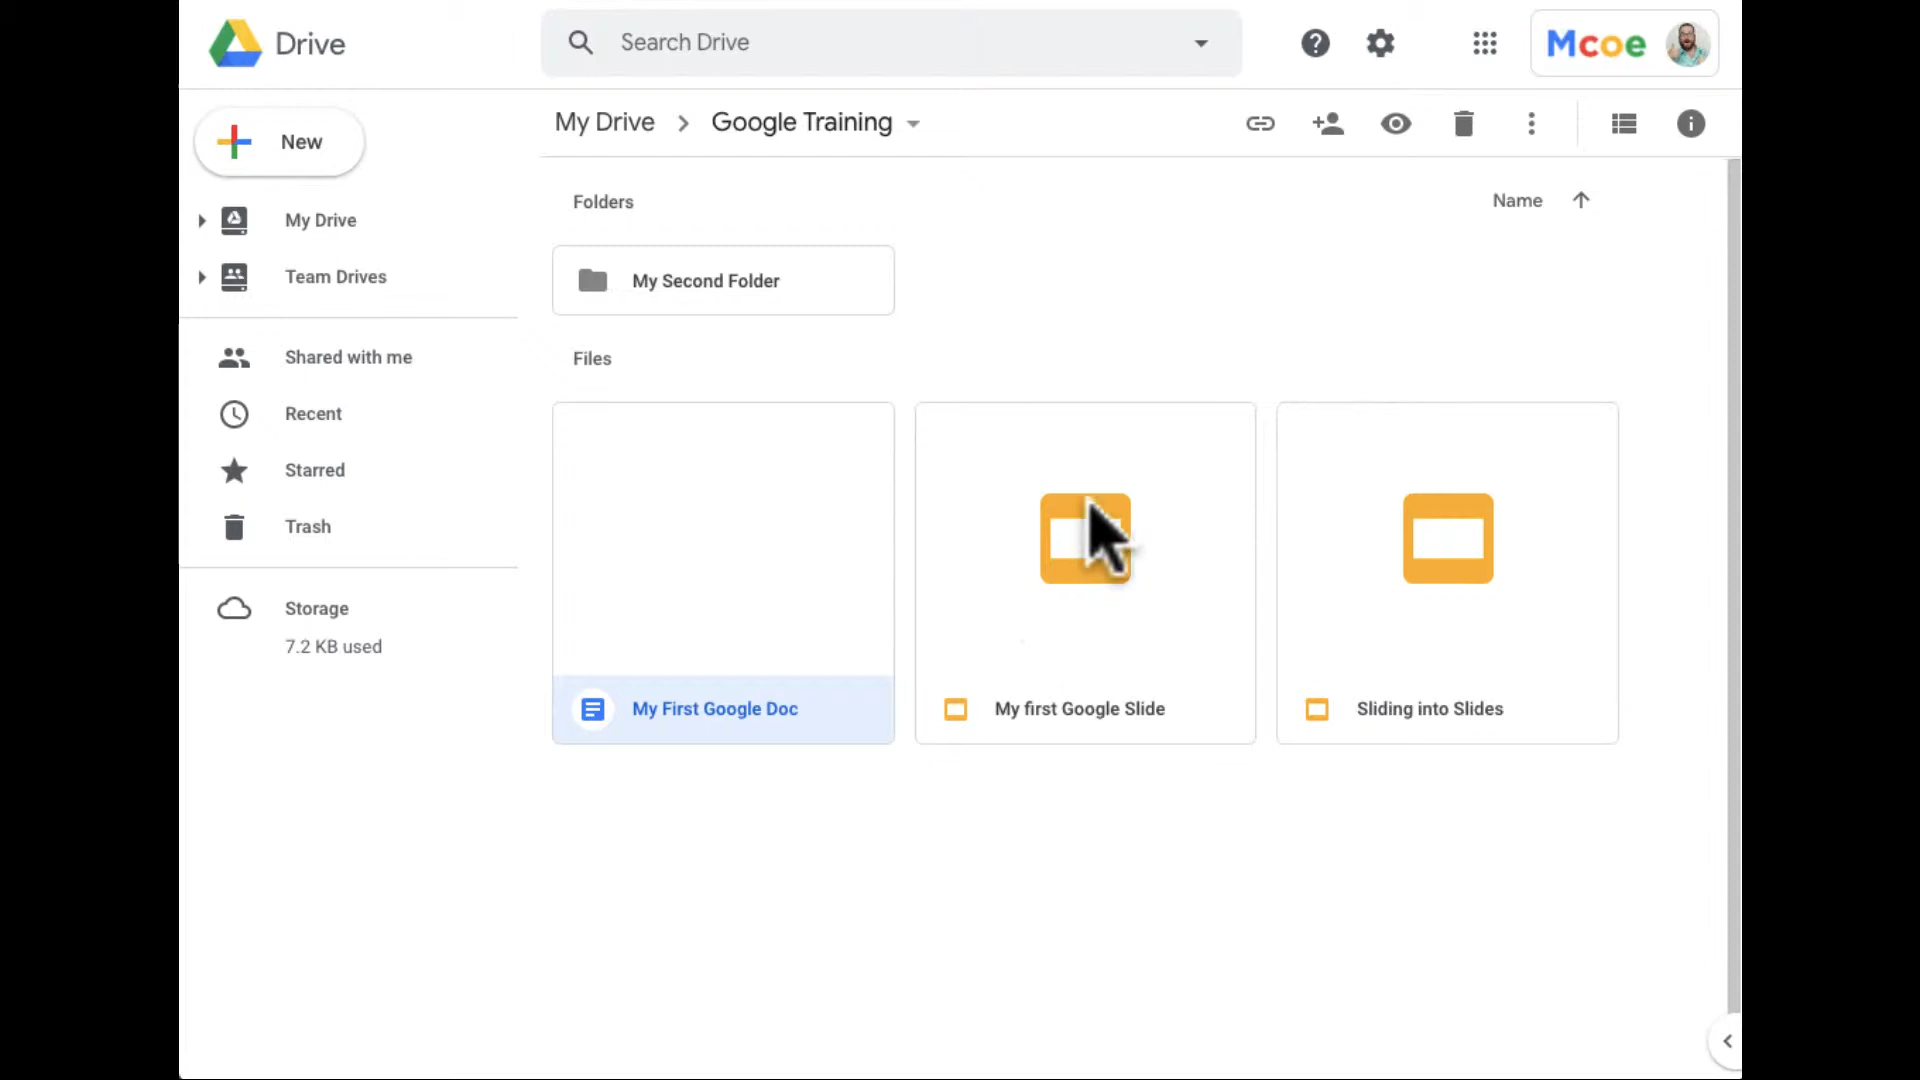 Drive
Search Drive
Mcoe
New
My Drive > Google Training
My Drive
Team Drives
Shared with me
Recent
Starred
Trash
Storage
7.2 KB used
Folders
Name
My Second Folder
Files
My First Google Doc
My first Google Slide
Sliding into Slides